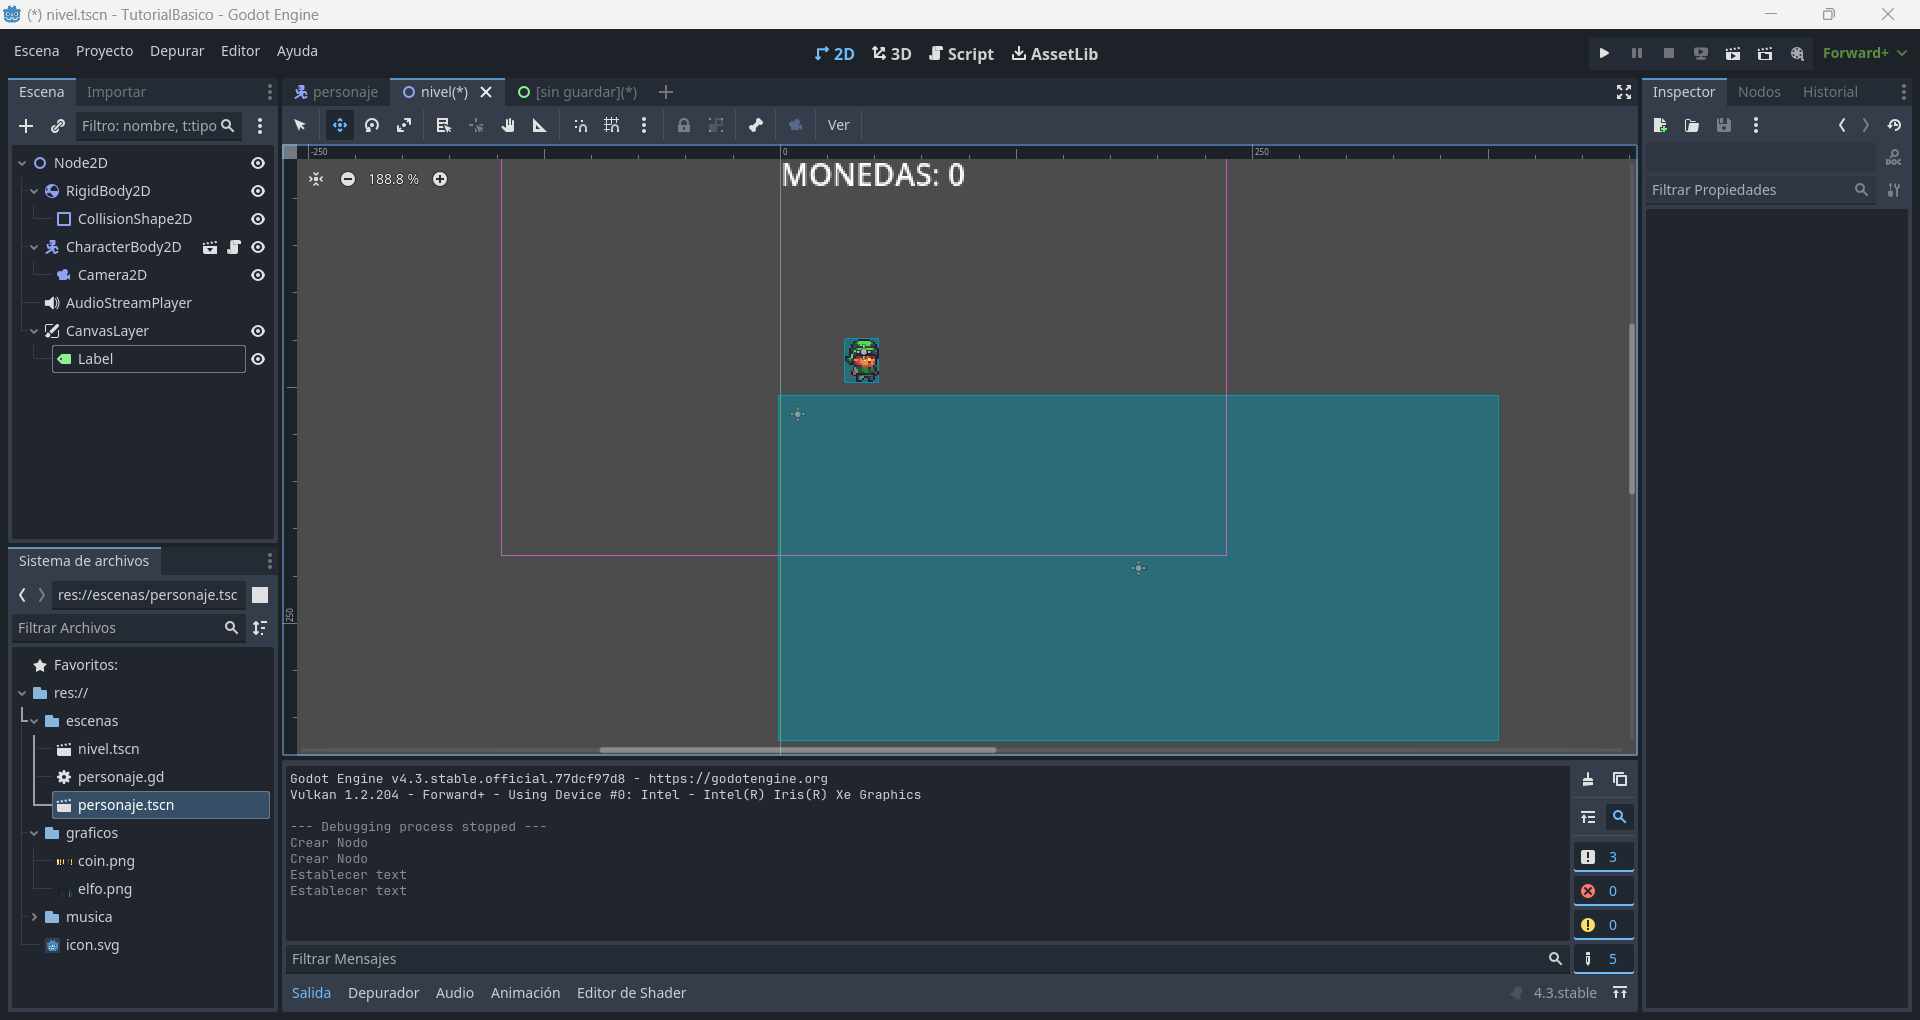 (*) nivel.tscn - TutorialBasico - Godot Engine
Escena Proyecto Depurar Editor Ayuda
2D 3D Script AssetLib
Forward+
Escena Importar
personaje nivel(*) [sin guardar](*)
Inspector Nodos Historial
Filtro: nombre, t:tipo
Ver
Node2D
RigidBody2D
CollisionShape2D
CharacterBody2D
Camera2D
AudioStreamPlayer
CanvasLayer
Label
-250 0 250
188.8 %
MONEDAS: 0
250
Filtrar Propiedades
Sistema de archivos
res://escenas/personaje.tsc
Filtrar Archivos
Favoritos:
res://
escenas
nivel.tscn
personaje.gd
personaje.tscn
graficos
coin.png
elfo.png
musica
icon.svg
Godot Engine v4.3.stable.official.77dcf97d8 - https://godotengine.org
Vulkan 1.2.204 - Forward+ - Using Device #0: Intel - Intel(R) Iris(R) Xe Graphics
--- Debugging process stopped ---
Crear Nodo
Crear Nodo
Establecer text
Establecer text
3
0
0
5
Filtrar Mensajes
Salida Depurador Audio Animación Editor de Shader
4.3.stable